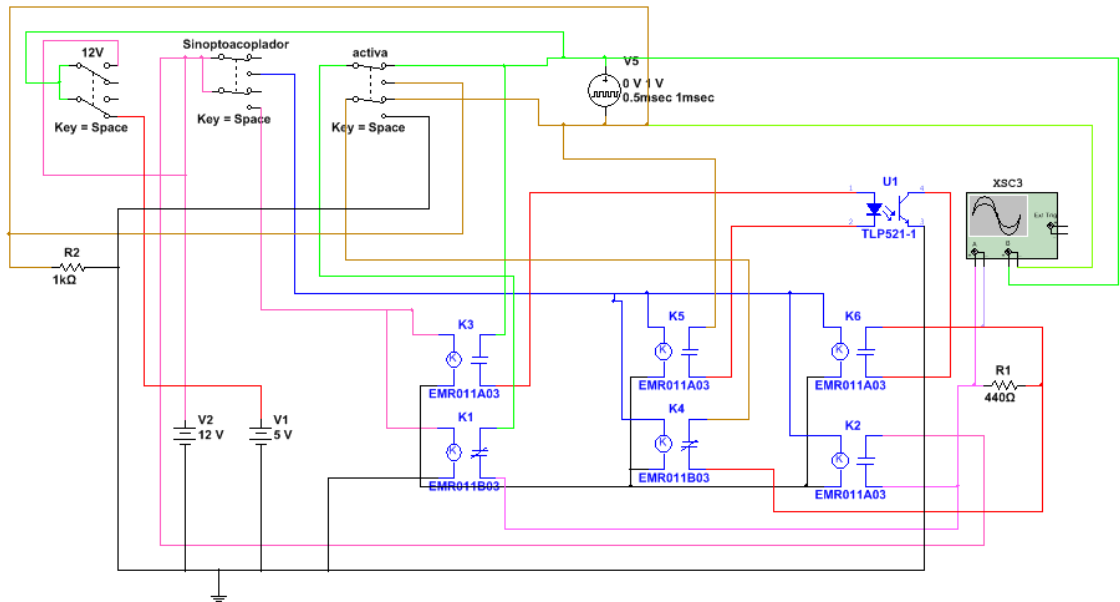 12V
Key = Space
Sinoptoacoplador
Key = Space
activa
Key = Space
V5
0 V 1 V
0.5msec 1msec
U1
1
2
4
3
TLP521-1
XSC3
Ext Trig
A
B
R2
1kΩ
K3
EMR011A03
K5
EMR011A03
K6
EMR011A03
R1
440Ω
V2
12 V
V1
5 V
K1
EMR011B03
K4
EMR011B03
K2
EMR011A03
K
K
K
K
K
K